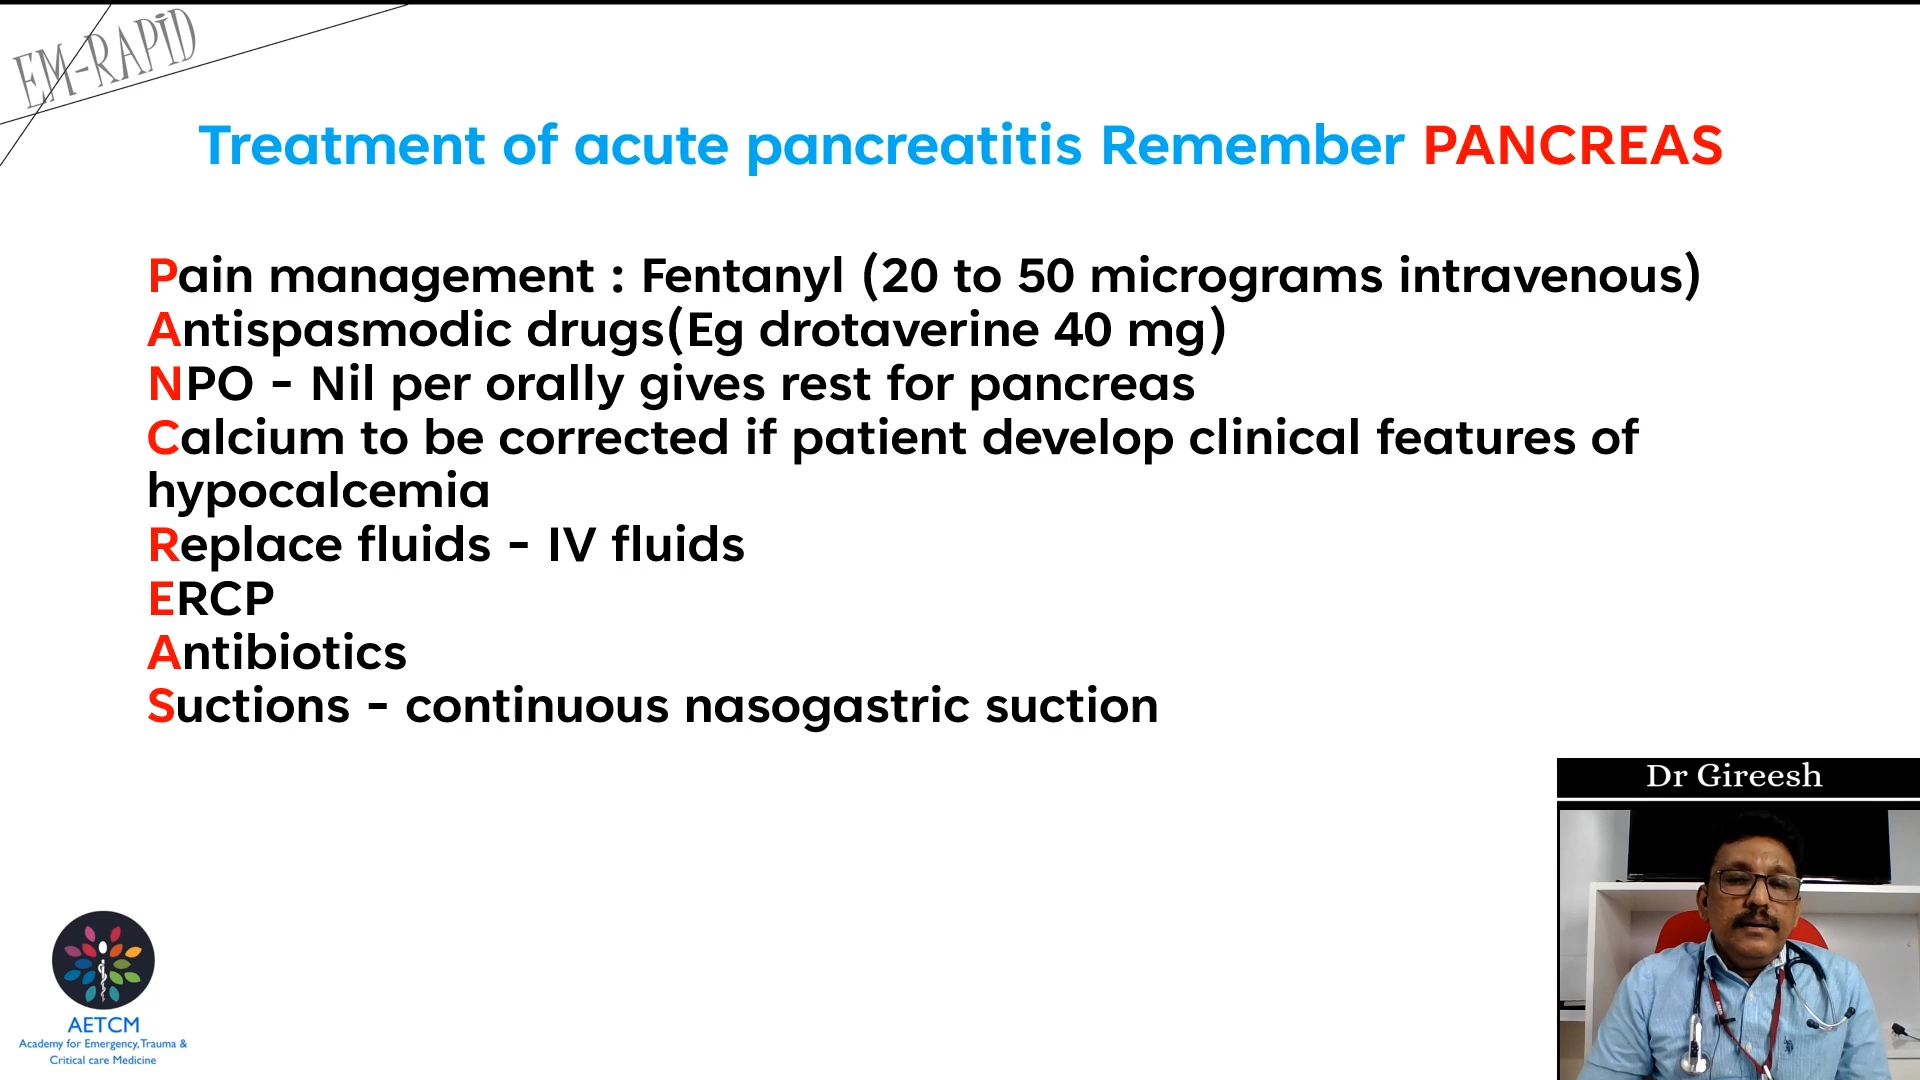 EM-RAPID
Treatment of acute pancreatitis Remember PANCREAS
Pain management : Fentanyl (20 to 50 micrograms intravenous)
Antispasmodic drugs(Eg drotaverine 40 mg)
NPO - Nil per orally gives rest for pancreas
Calcium to be corrected if patient develop clinical features of
hypocalcemia
Replace fluids - IV fluids
ERCP
Antibiotics
Suctions - continuous nasogastric suction
Dr Gireesh
AETCM
Academy for Emergency,Trauma &
Critical care Medicine